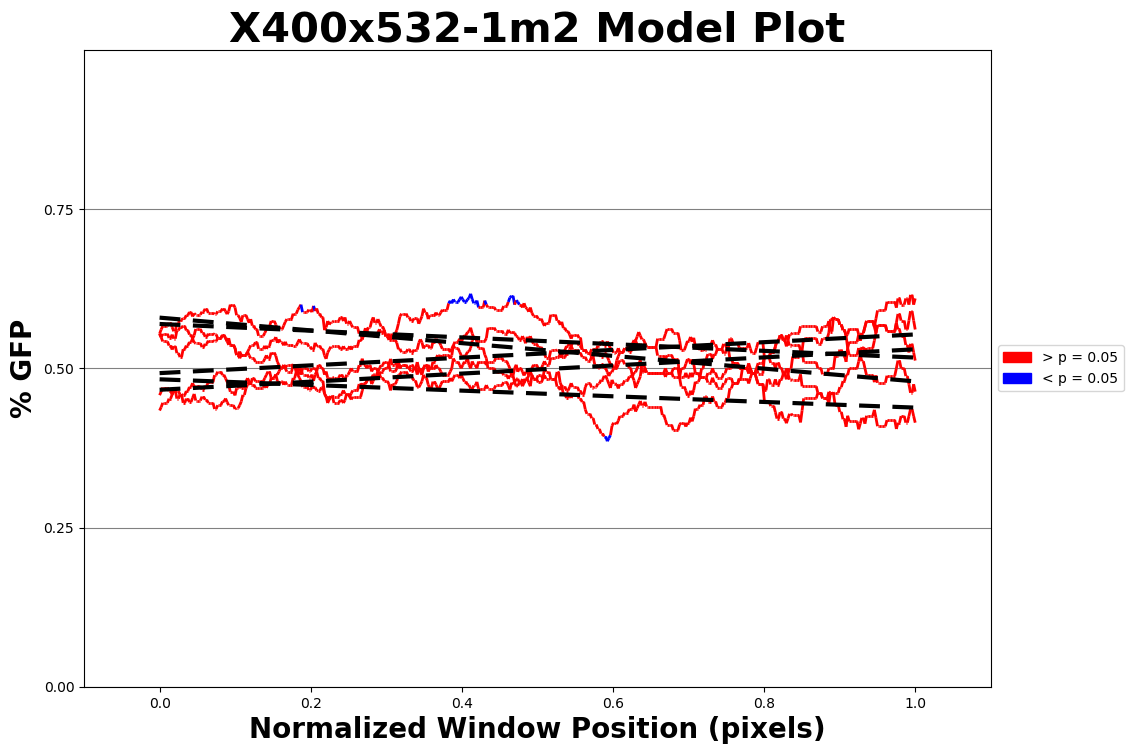 X400x532-1m2 Model Plot
% GFP
0.75
0.50
0.25
0.00
0.0 0.2 0.4 0.6 0.8 1.0
Normalized Window Position (pixels)
> p = 0.05
< p = 0.05